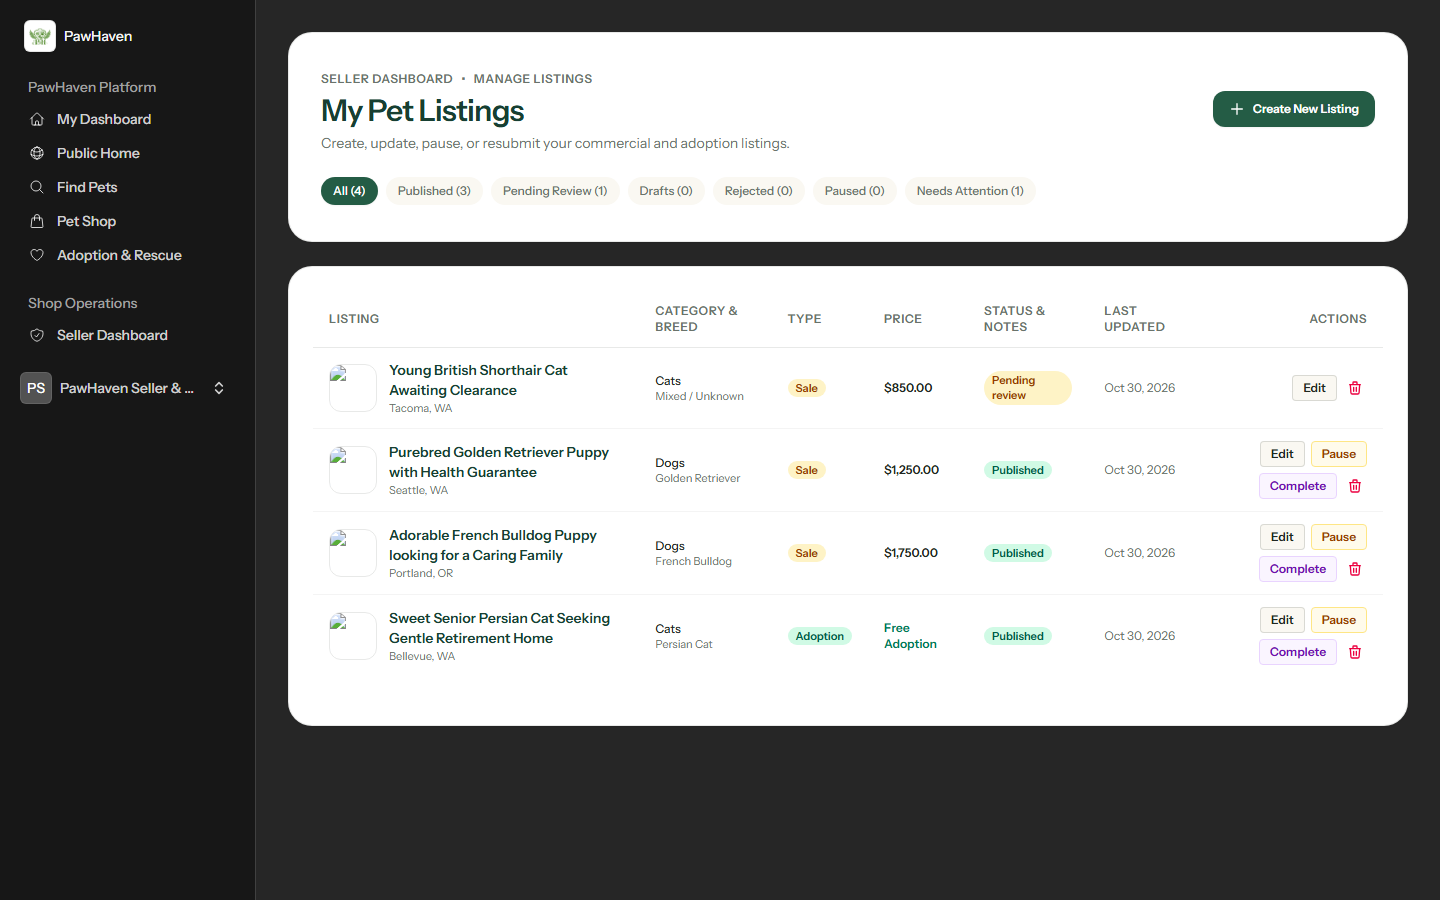 PawHaven
PawHaven Platform
My Dashboard
Public Home
Find Pets
Pet Shop
Adoption & Rescue
Shop Operations
Seller Dashboard
PS PawHaven Seller & ...
SELLER DASHBOARD • MANAGE LISTINGS
My Pet Listings
Create, update, pause, or resubmit your commercial and adoption listings.
Create New Listing
All (4) Published (3) Pending Review (1) Drafts (0) Rejected (0) Paused (0) Needs Attention (1)
LISTING
CATEGORY &
BREED
TYPE
PRICE
STATUS &
NOTES
LAST
UPDATED
ACTIONS
Young British Shorthair Cat
Awaiting Clearance
Tacoma, WA
Cats
Mixed / Unknown
Sale
$850.00
Pending
review
Oct 30, 2026
Edit
Purebred Golden Retriever Puppy
with Health Guarantee
Seattle, WA
Dogs
Golden Retriever
Sale
$1,250.00
Published
Oct 30, 2026
Edit Pause
Complete
Adorable French Bulldog Puppy
looking for a Caring Family
Portland, OR
Dogs
French Bulldog
Sale
$1,750.00
Published
Oct 30, 2026
Edit Pause
Complete
Sweet Senior Persian Cat Seeking
Gentle Retirement Home
Bellevue, WA
Cats
Persian Cat
Adoption
Free
Adoption
Published
Oct 30, 2026
Edit Pause
Complete